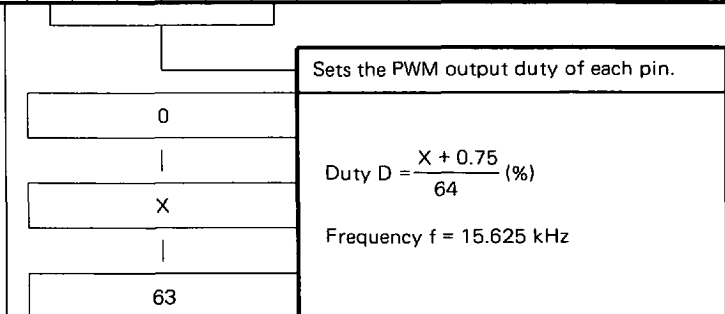 Sets the PWM output duty of each pin.
0
Duty D = X + 0.75 / 64 (%)
X
Frequency f = 15.625 kHz
63